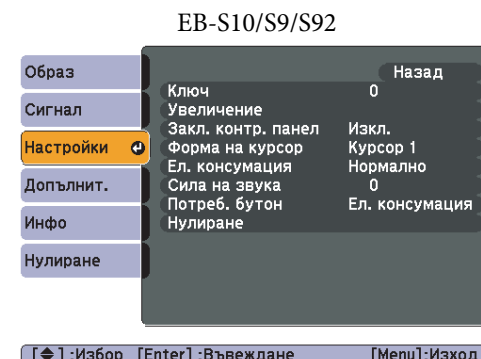 EB-S10/S9/S92
Образ
Сигнал
Настройки
Допълнит.
Инфо
Нулиране
Назад
Ключ 0
Увеличение
Закл. контр. панел Изкл.
Форма на курсор Курсор 1
Ел. консумация Нормално
Сила на звука 0
Потреб. бутон Ел. консумация
Нулиране
[◆] :Избор [Enter] :Въвеждане [Menu]:Изход